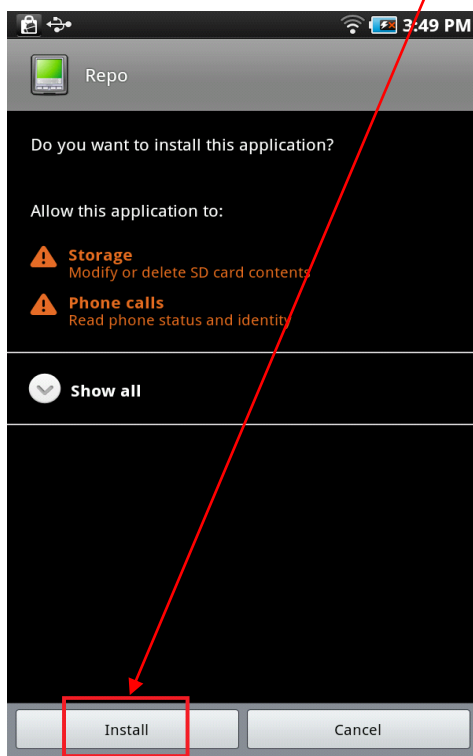 3:49 PM
Repo
Do you want to install this application?
Allow this application to:
Storage
Modify or delete SD card contents
Phone calls
Read phone status and identity
Show all
Install Cancel